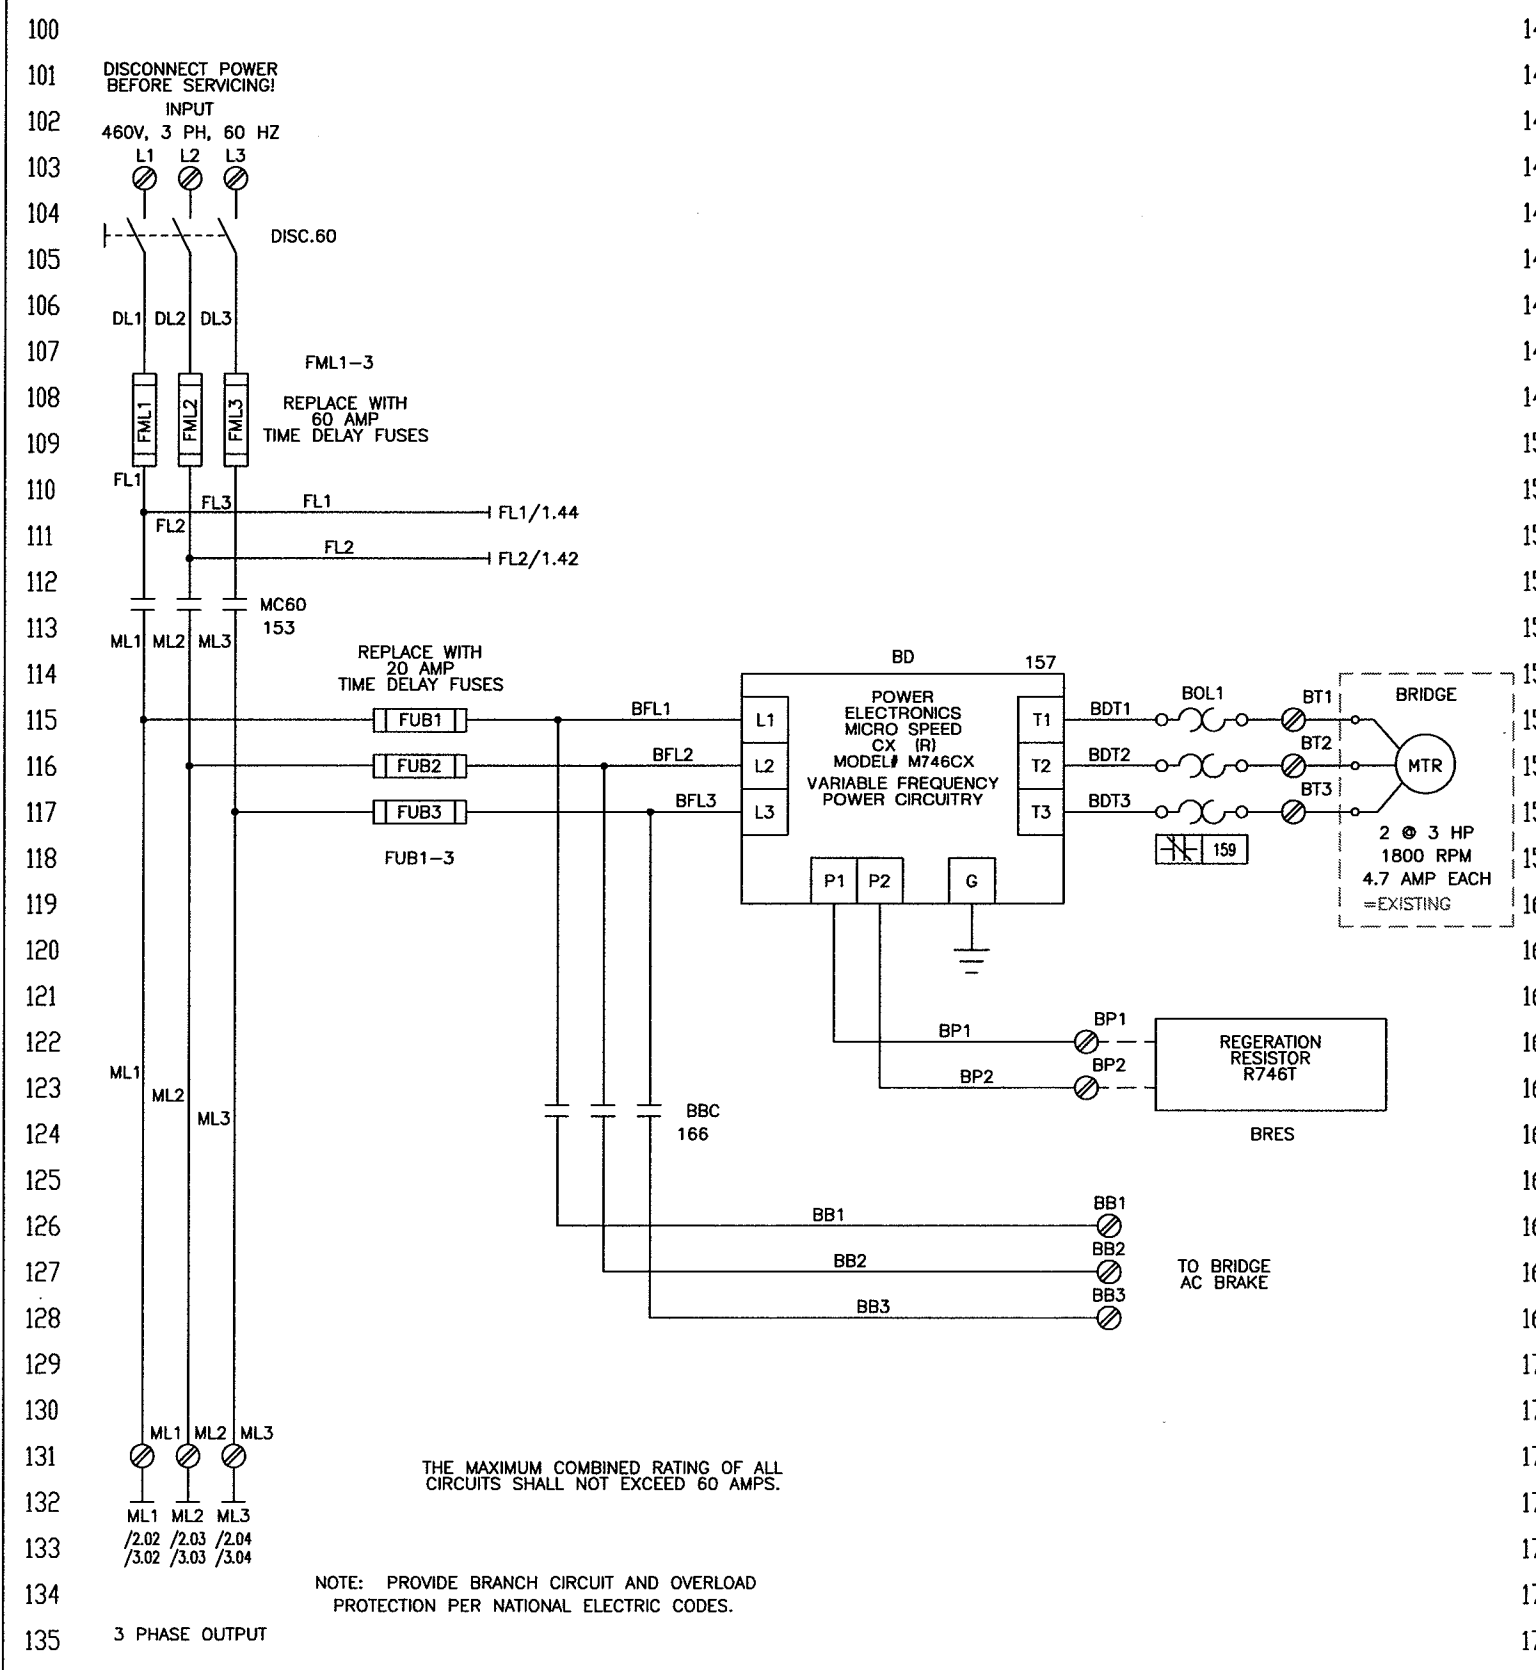 100
101
102
103
104
105
106
107
108
109
110
111
112
113
114
115
116
117
118
119
120
121
122
123
124
125
126
127
128
129
130
131
132
133
134
135
DISCONNECT POWER
BEFORE SERVICING!
INPUT
460V, 3 PH, 60 HZ
L1 L2 L3
DISC.60
DL1 DL2 DL3
FML1-3
FML1 FML2 FML3
REPLACE WITH
60 AMP
TIME DELAY FUSES
FL1
FL3 FL1 FL1/1.44
FL2
FL2 FL2/1.42
MC60
153
ML1 ML2 ML3
REPLACE WITH
20 AMP
TIME DELAY FUSES
FUB1 BFL1
FUB2 BFL2
FUB3 BFL3
FUB1-3
BD 157
POWER
ELECTRONICS
MICRO SPEED
CX (R)
MODEL# M746CX
VARIABLE FREQUENCY
POWER CIRCUITRY
L1
L2
L3
T1
T2
T3
P1 P2 G
BDT1 BOL1 BT1
BDT2 BT2
BDT3 BT3
159
BRIDGE
MTR
2 @ 3 HP
1800 RPM
4.7 AMP EACH
=EXISTING
BP1 BP1
BP2 BP2
REGERATION
RESISTOR
R746T
BRES
ML1
ML2
ML3
BBC
166
BB1 BB1
BB2 BB2
BB3 BB3
TO BRIDGE
AC BRAKE
ML1 ML2 ML3
THE MAXIMUM COMBINED RATING OF ALL
CIRCUITS SHALL NOT EXCEED 60 AMPS.
ML1 ML2 ML3
/2.02 /2.03 /2.04
/3.02 /3.03 /3.04
NOTE: PROVIDE BRANCH CIRCUIT AND OVERLOAD
PROTECTION PER NATIONAL ELECTRIC CODES.
3 PHASE OUTPUT